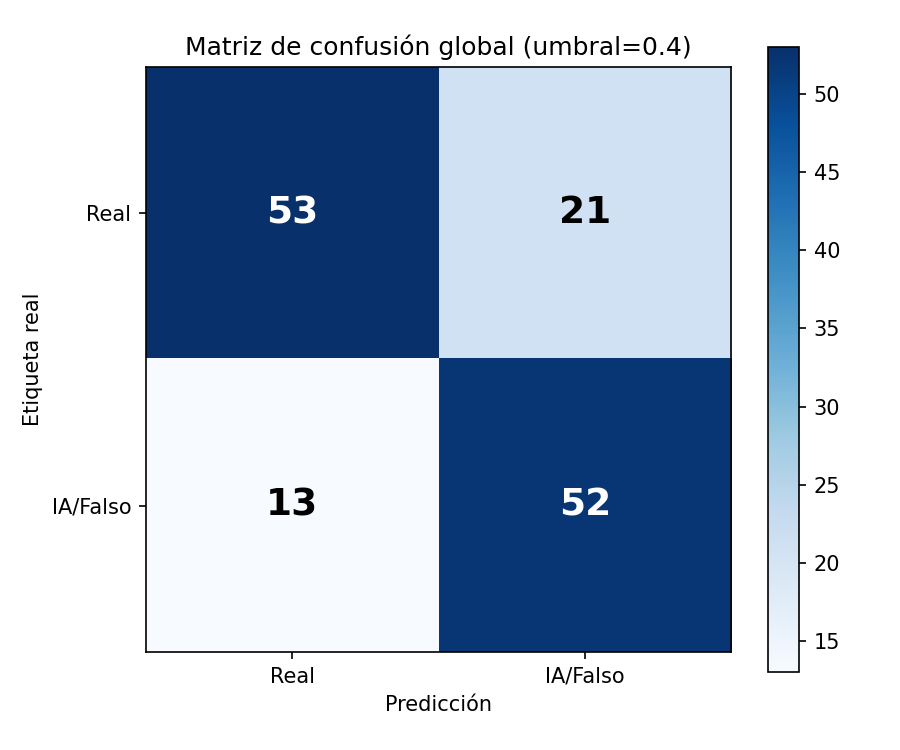 Matriz de confusión global (umbral=0.4)
Etiqueta real
Real
53
21
IA/Falso
13
52
Real
IA/Falso
Predicción
50
45
40
35
30
25
20
15